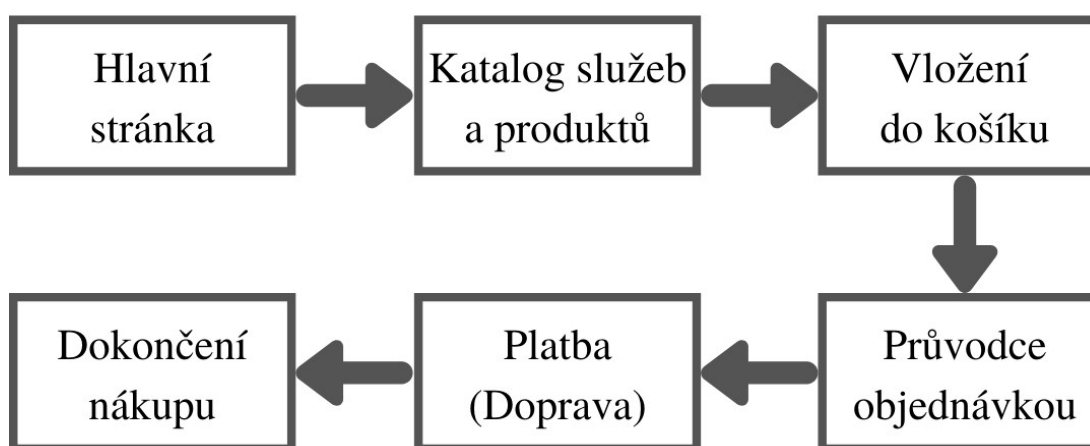 Hlavní
stránka
Katalog služeb
a produktů
Vložení
do košíku
Průvodce
objednávkou
Platba
(Doprava)
Dokončení
nákupu